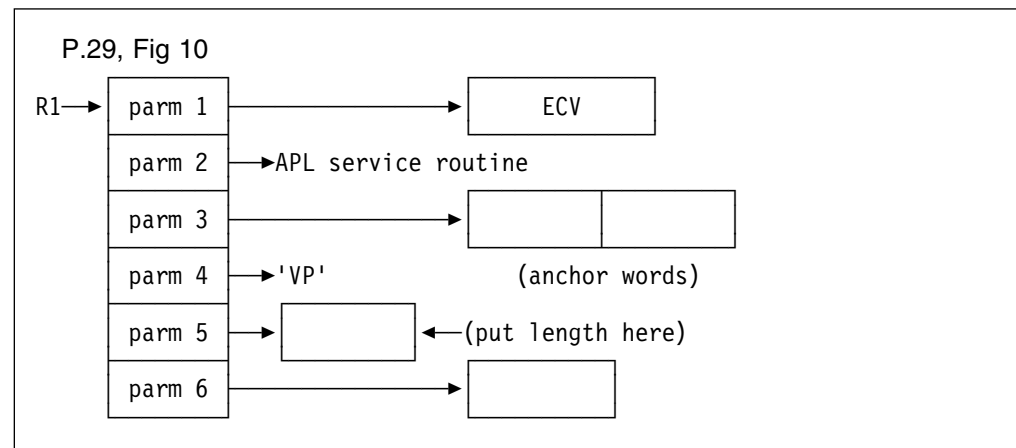 P.29, Fig 10
R1 parm 1 ECV
parm 2 APL service routine
parm 3
parm 4 'VP' (anchor words)
parm 5 (put length here)
parm 6